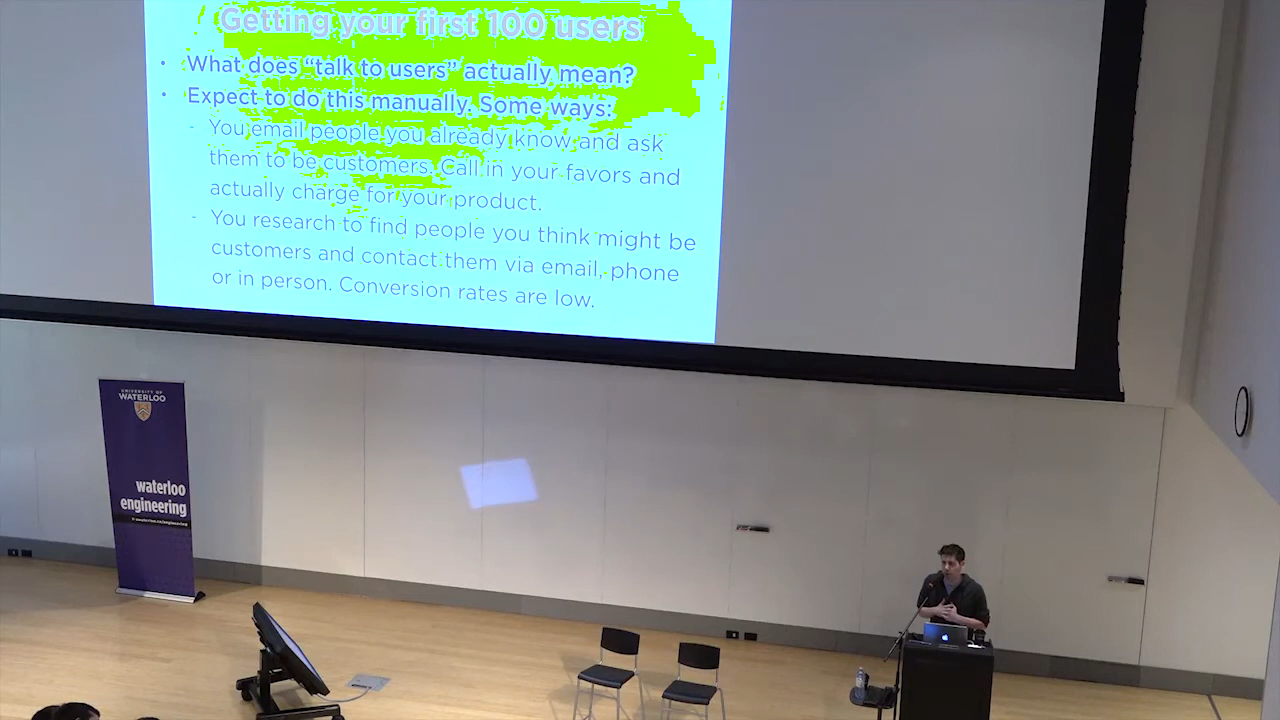 Getting your first 100 users
• What does “talk to users” actually mean?
• Expect to do this manually. Some ways:
- You email people you already know and ask
them to be customers. Call in your favors and
actually charge for your product.
- You research to find people you think might be
customers and contact them via email, phone
or in person. Conversion rates are low.
UNIVERSITY OF
WATERLOO
waterloo
engineering